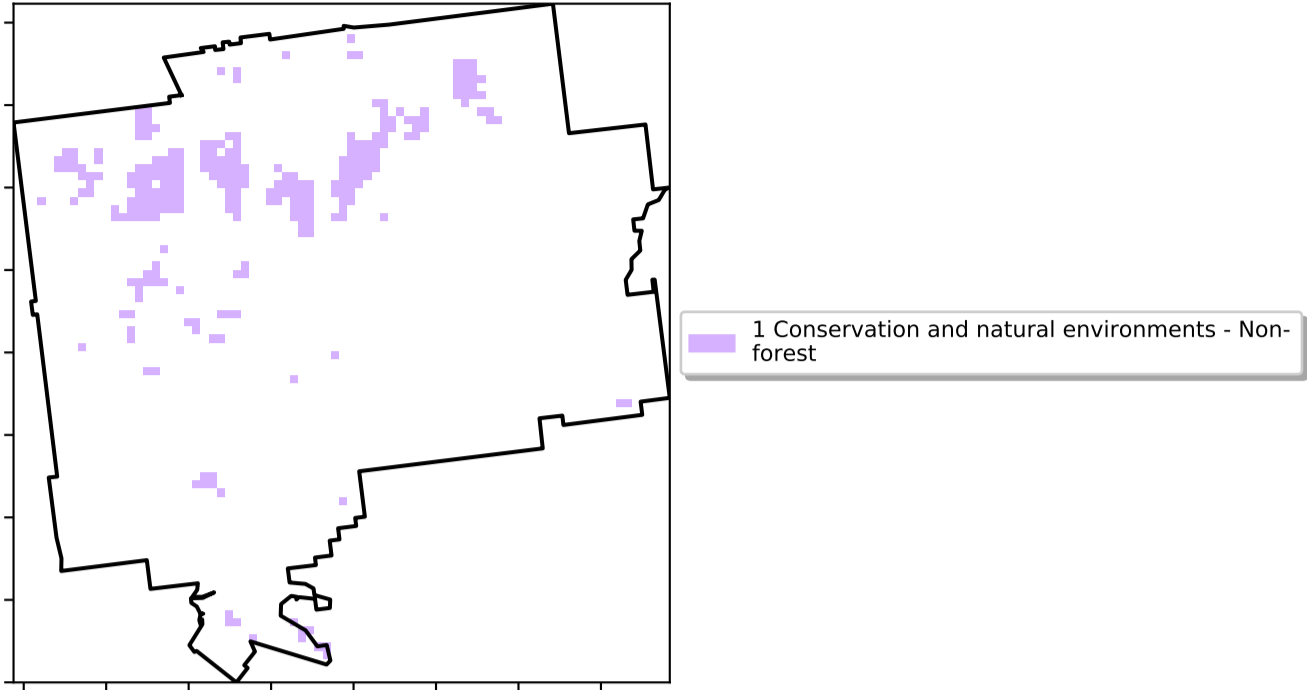 1 Conservation and natural environments - Non-
forest